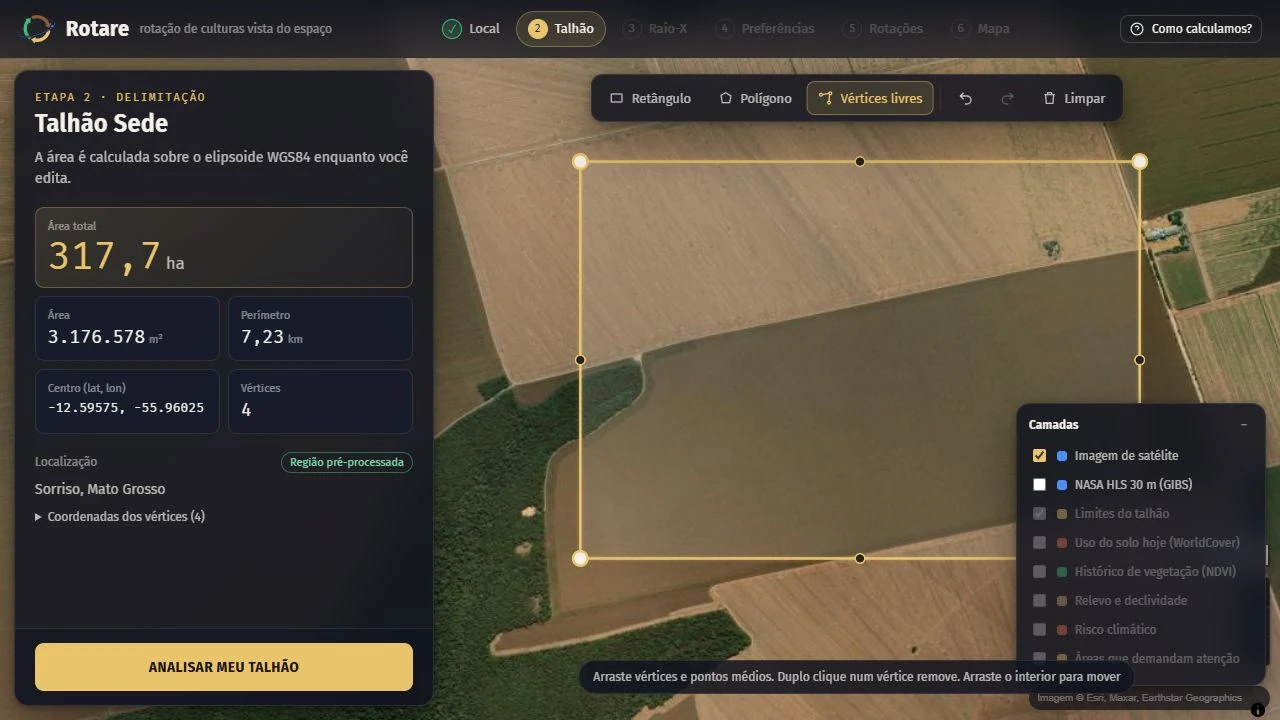 Rotare rotação de culturas vista do espaço
✓ Local
2 Talhão
3 Raio-X
4 Preferências
5 Rotações
6 Mapa
Como calculamos?
ETAPA 2 · DELIMITAÇÃO
Talhão Sede
A área é calculada sobre o elipsoide WGS84 enquanto você
edita.
Área total
317,7 ha
Área
3.176.578 m²
Perímetro
7,23 km
Centro (lat, lon)
-12.59575, -55.96025
Vértices
4
Localização
Região pré-processada
Sorriso, Mato Grosso
Coordenadas dos vértices (4)
ANALISAR MEU TALHÃO
Retângulo
Polígono
Vértices livres
Limpar
Camadas −
Imagem de satélite
NASA HLS 30 m (GIBS)
Limites do talhão
Uso do solo hoje (WorldCover)
Histórico de vegetação (NDVI)
Relevo e declividade
Risco climático
Áreas que demandam atenção
Arraste vértices e pontos médios. Duplo clique num vértice remove. Arraste o interior para mover
Imagem © Esri, Maxar, Earthstar Geographics